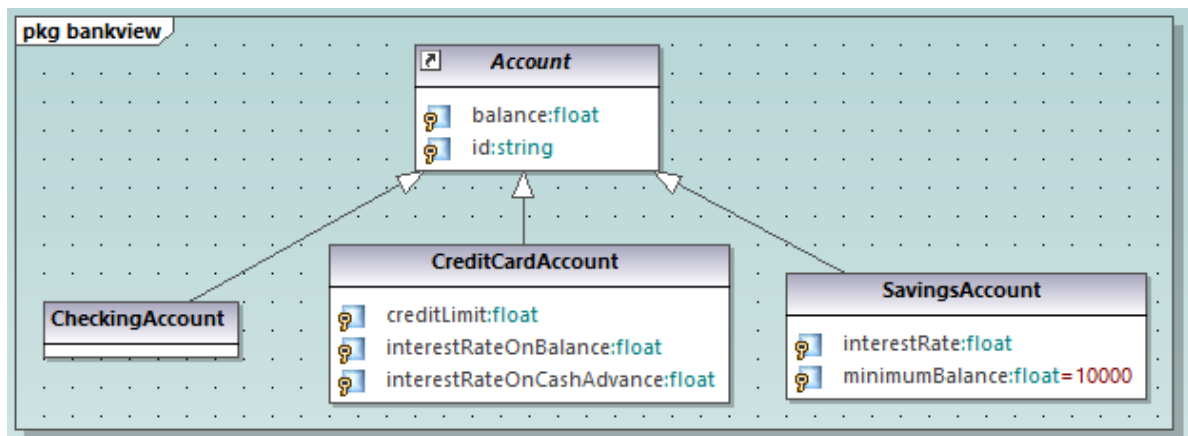 pkg bankview
Account
balance:float
id:string
CheckingAccount
CreditCardAccount
creditLimit:float
interestRateOnBalance:float
interestRateOnCashAdvance:float
SavingsAccount
interestRate:float
minimumBalance:float=10000